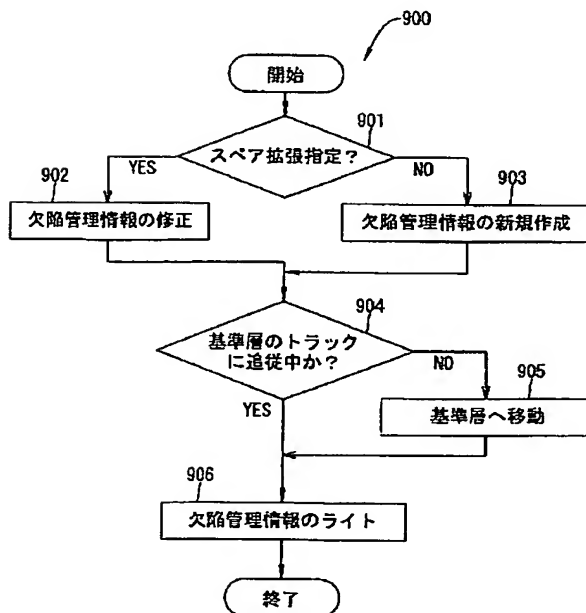 900
開始
901
スペア拡張指定?
YES
NO
902
欠陥管理情報の修正
903
欠陥管理情報の新規作成
904
基準層のトラック
に追従中か?
NO
YES
905
基準層へ移動
906
欠陥管理情報のライト
終了